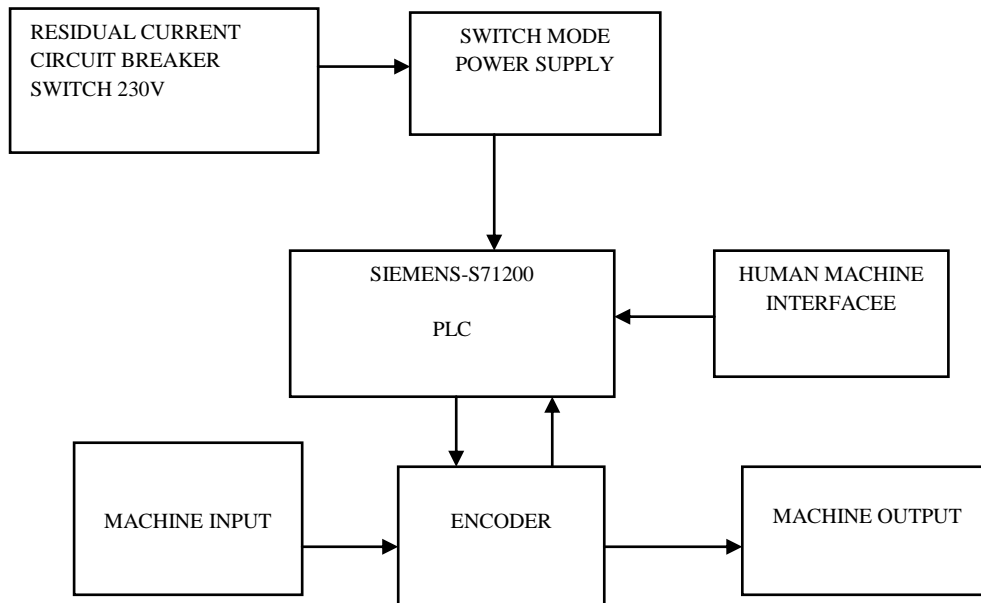 RESIDUAL CURRENT
CIRCUIT BREAKER
SWITCH 230V
SWITCH MODE
POWER SUPPLY
SIEMENS-S71200
PLC
HUMAN MACHINE
INTERFACEE
MACHINE INPUT
ENCODER
MACHINE OUTPUT